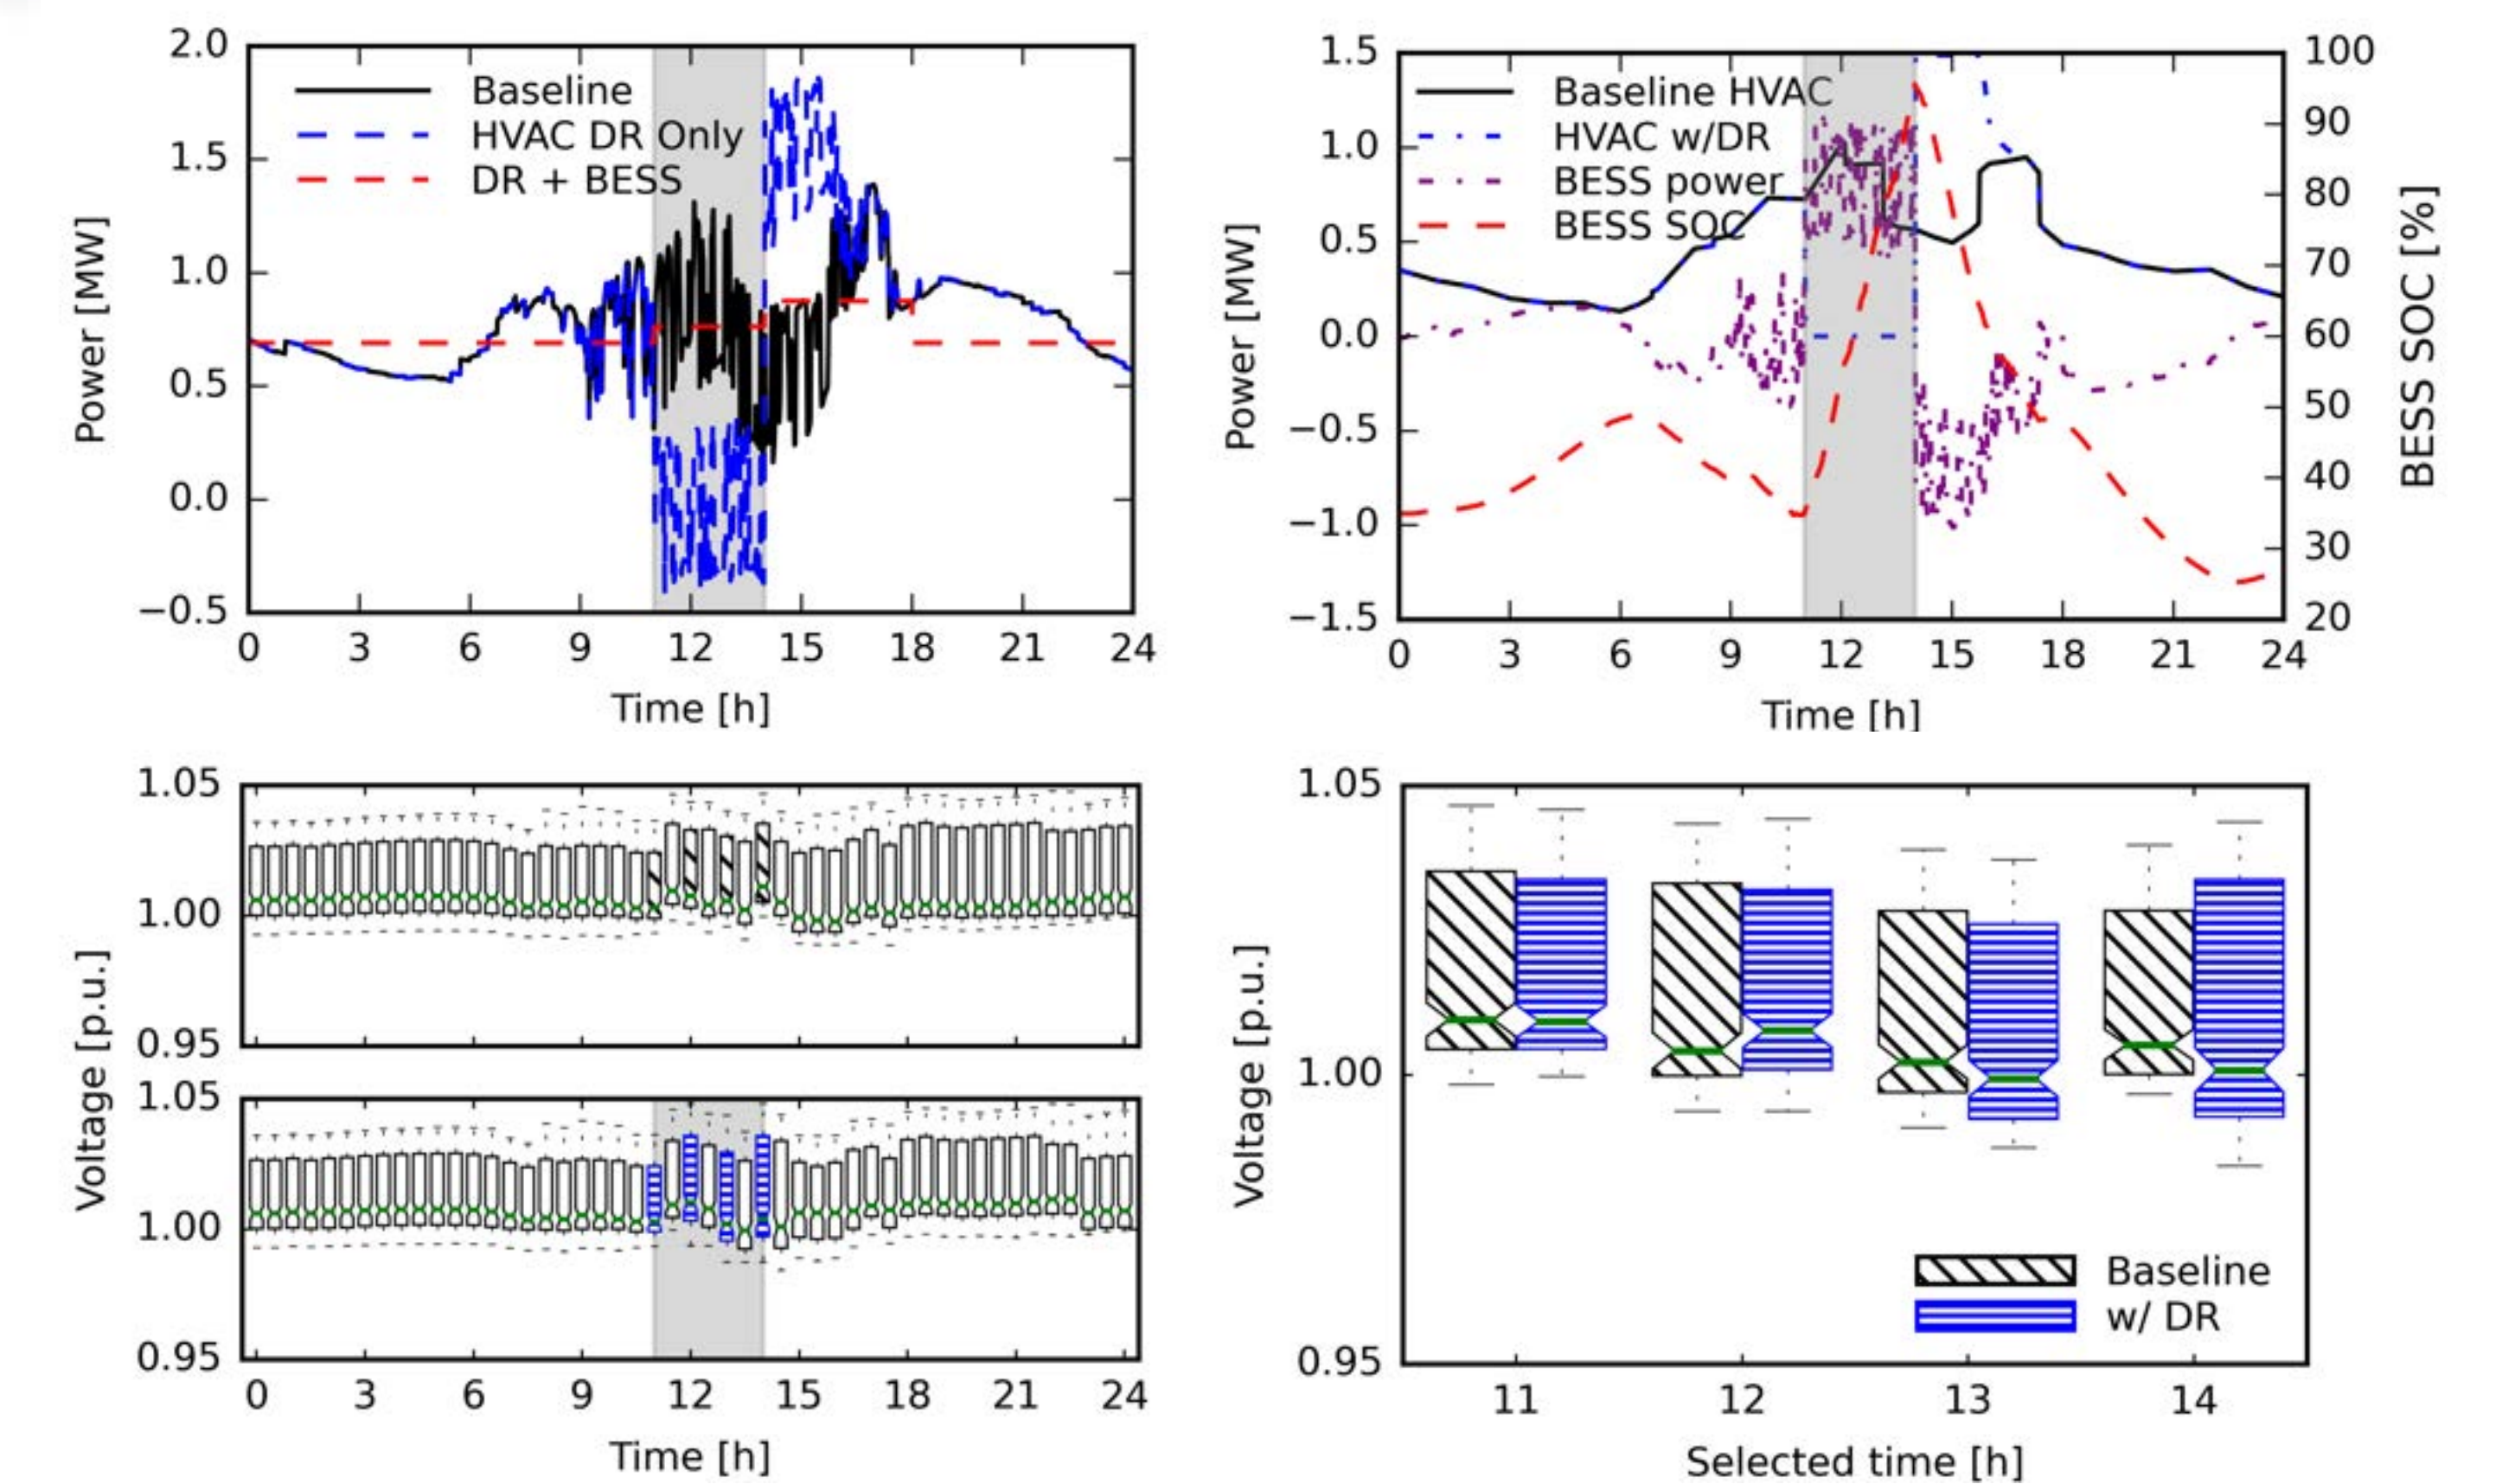 2.0
1.5
1.0
0.5
0.0
−0.5
Power [MW]
Baseline
HVAC DR Only
DR + BESS
0 3 6 9 12 15 18 21 24
Time [h]
1.5
1.0
0.5
0.0
−0.5
−1.0
−1.5
Power [MW]
Baseline HVAC
HVAC w/DR
BESS power
BESS SOC
100
90
80
70
60
50
40
30
20
BESS SOC [%]
0 3 6 9 12 15 18 21 24
Time [h]
1.05
1.00
0.95
1.05
1.00
0.95
Voltage [p.u.]
0 3 6 9 12 15 18 21 24
Time [h]
1.05
1.00
0.95
Voltage [p.u.]
Baseline
w/ DR
11 12 13 14
Selected time [h]